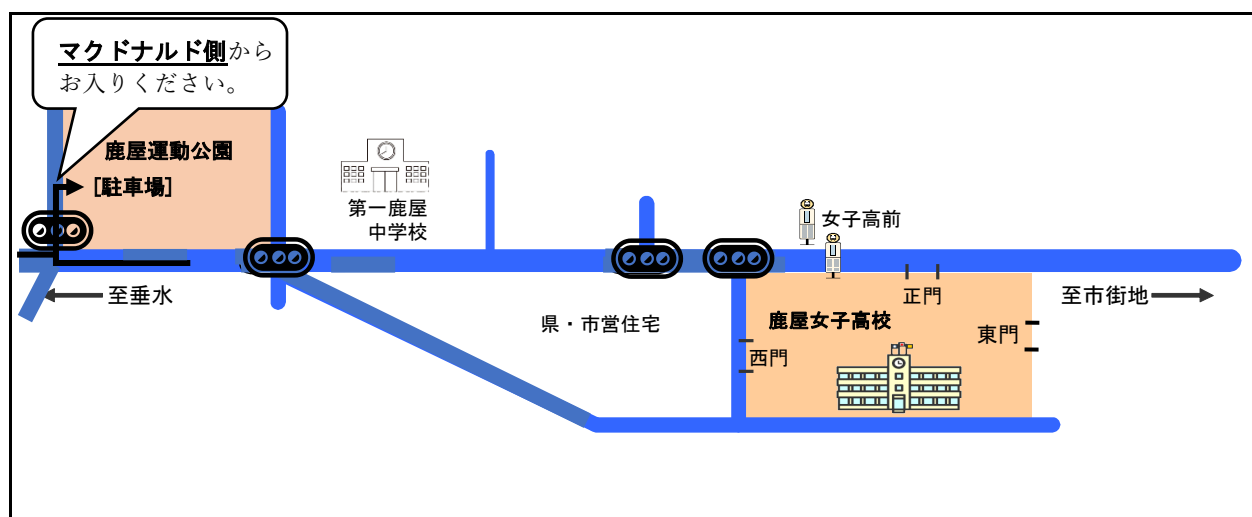 マクドナルド側から
お入りください。
鹿屋運動公園
[駐車場]
第一鹿屋
中学校
女子高前
至垂水
正門
至市街地
県・市営住宅
鹿屋女子高校
東門
西門